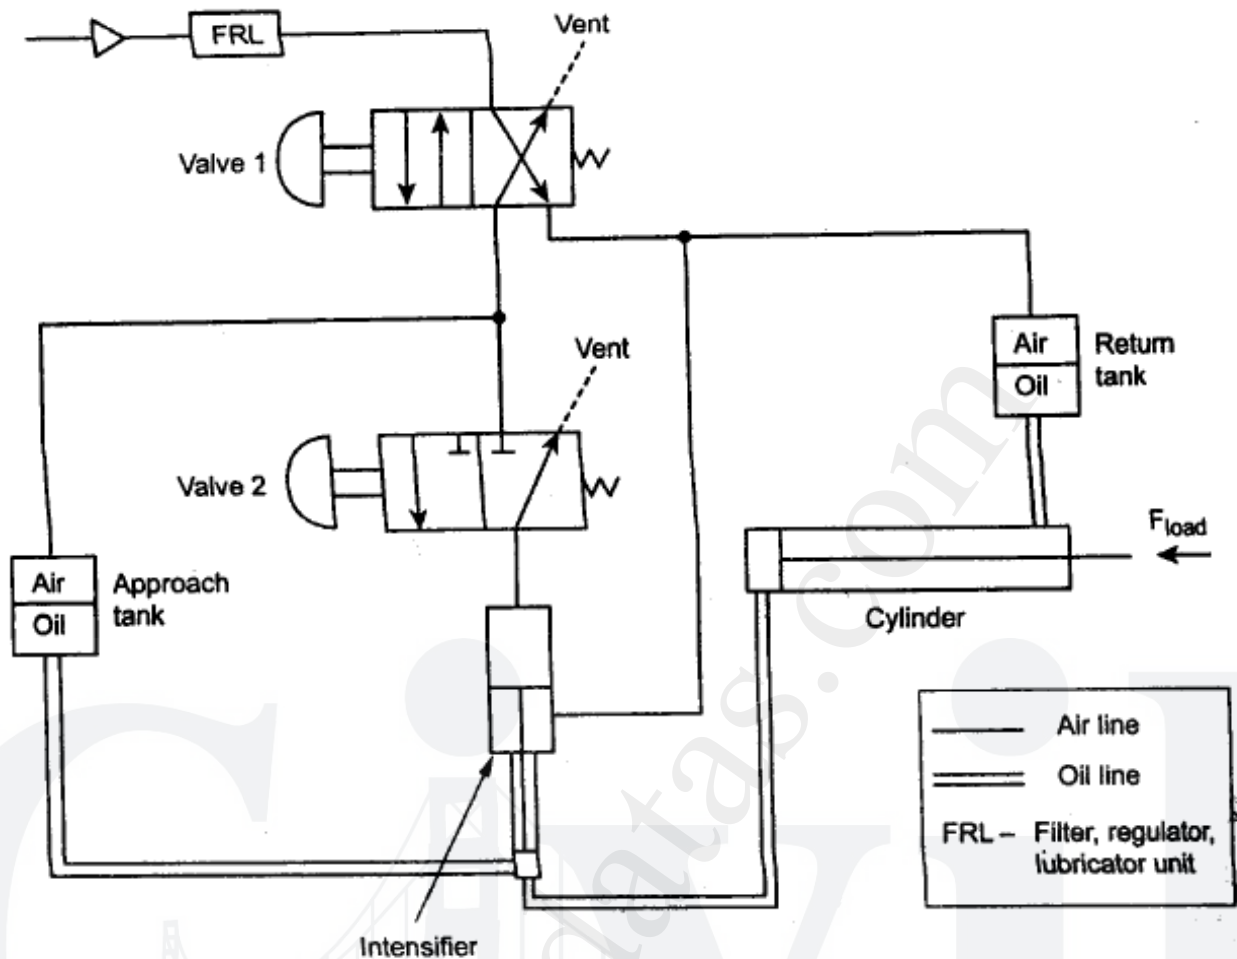 Vent
FRL
Valve 1
Vent
Air
Oil
Return
tank
Valve 2
F_load
Air
Oil
Approach
tank
Cylinder
Air line
Oil line
FRL – Filter, regulator,
lubricator unit
Intensifier